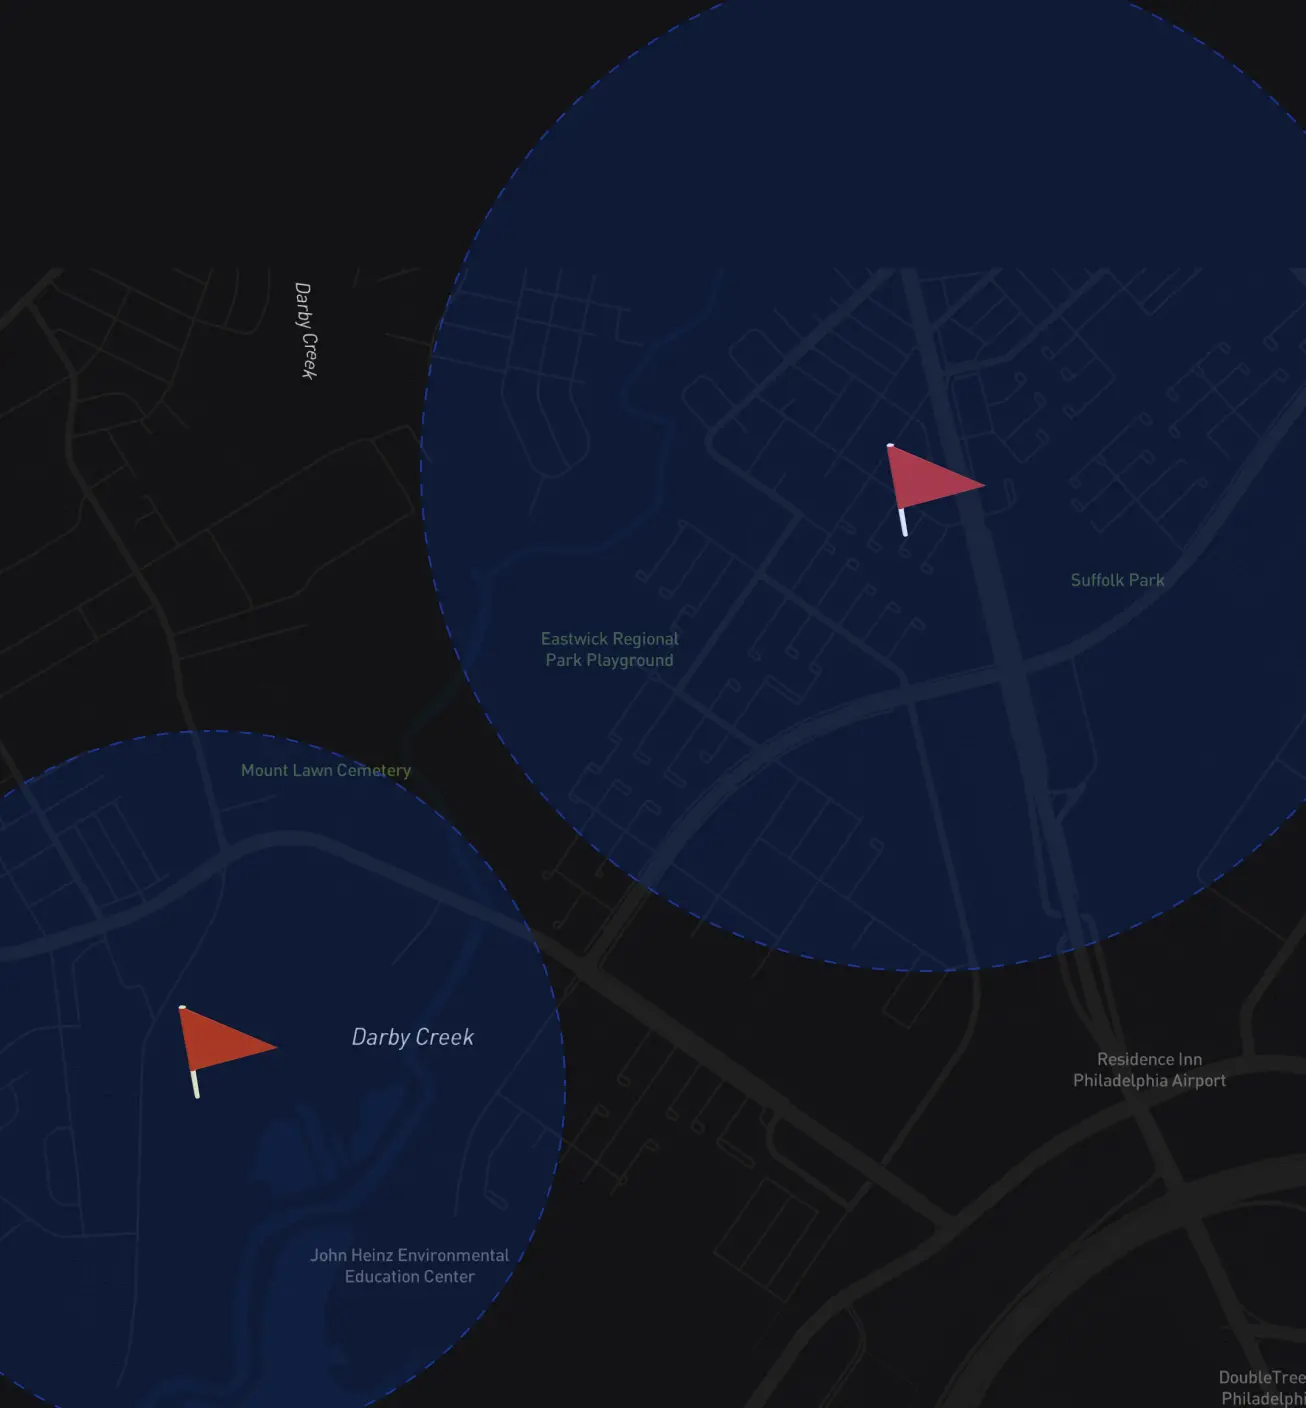 Darby Creek
Suffolk Park
Eastwick Regional
Park Playground
Mount Lawn Cemetery
Darby Creek
Residence Inn
Philadelphia Airport
John Heinz Environmental
Education Center
DoubleTree
Philadelphi